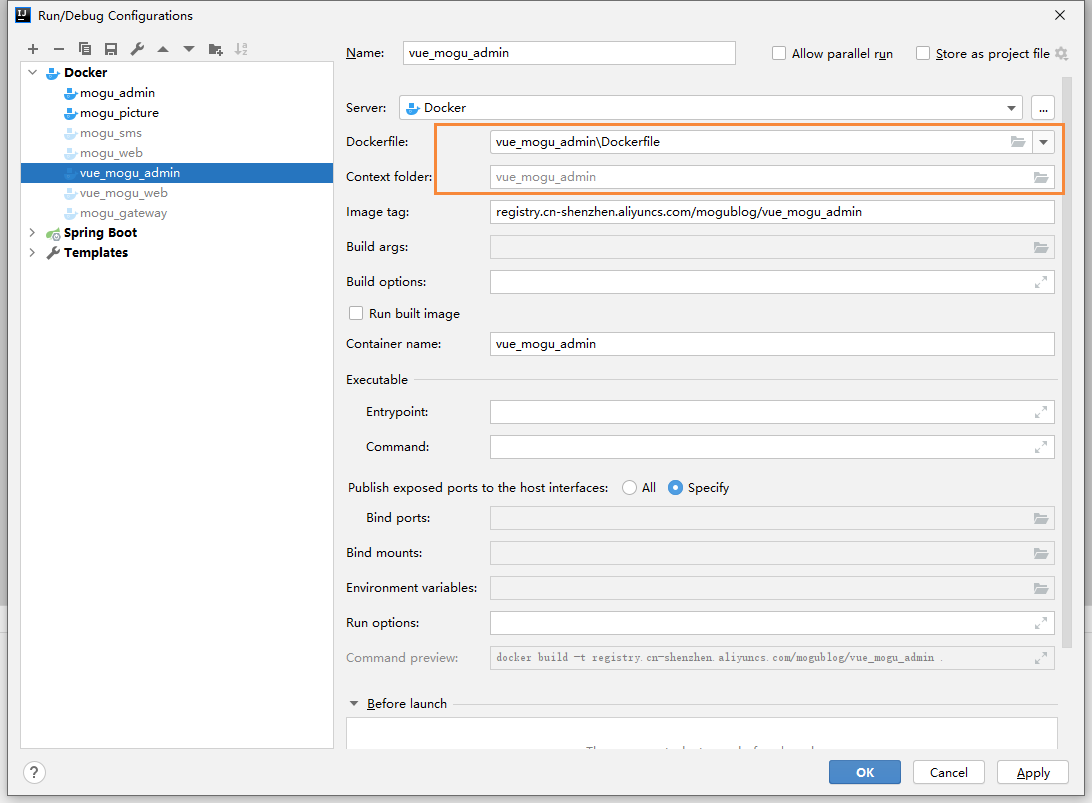 Run/Debug Configurations
Name: vue_mogu_admin Allow parallel run Store as project file
Docker
mogu_admin
mogu_picture
mogu_sms
mogu_web
vue_mogu_admin
vue_mogu_web
mogu_gateway
Spring Boot
Templates
Server: Docker ...
Dockerfile: vue_mogu_admin\Dockerfile
Context folder: vue_mogu_admin
Image tag: registry.cn-shenzhen.aliyuncs.com/mogublog/vue_mogu_admin
Build args:
Build options:
Run built image
Container name: vue_mogu_admin
Executable
Entrypoint:
Command:
Publish exposed ports to the host interfaces: All Specify
Bind ports:
Bind mounts:
Environment variables:
Run options:
Command preview: docker build -t registry.cn-shenzhen.aliyuncs.com/mogublog/vue_mogu_admin .
Before launch
? OK Cancel Apply